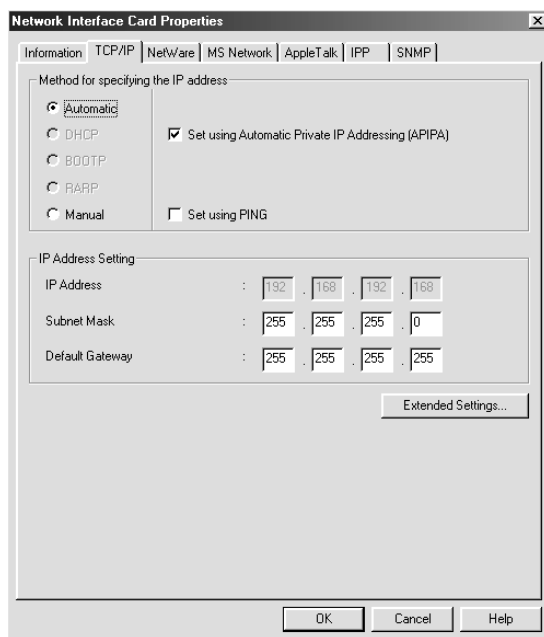 Network Interface Card Properties
Information TCP/IP NetWare MS Network AppleTalk IPP SNMP
Method for specifying the IP address
Automatic
DHCP Set using Automatic Private IP Addressing (APIPA)
BOOTP
RARP
Manual Set using PING
IP Address Setting
IP Address : 192 . 168 . 192 . 168
Subnet Mask : 255 . 255 . 255 . 0
Default Gateway : 255 . 255 . 255 . 255
Extended Settings...
OK Cancel Help